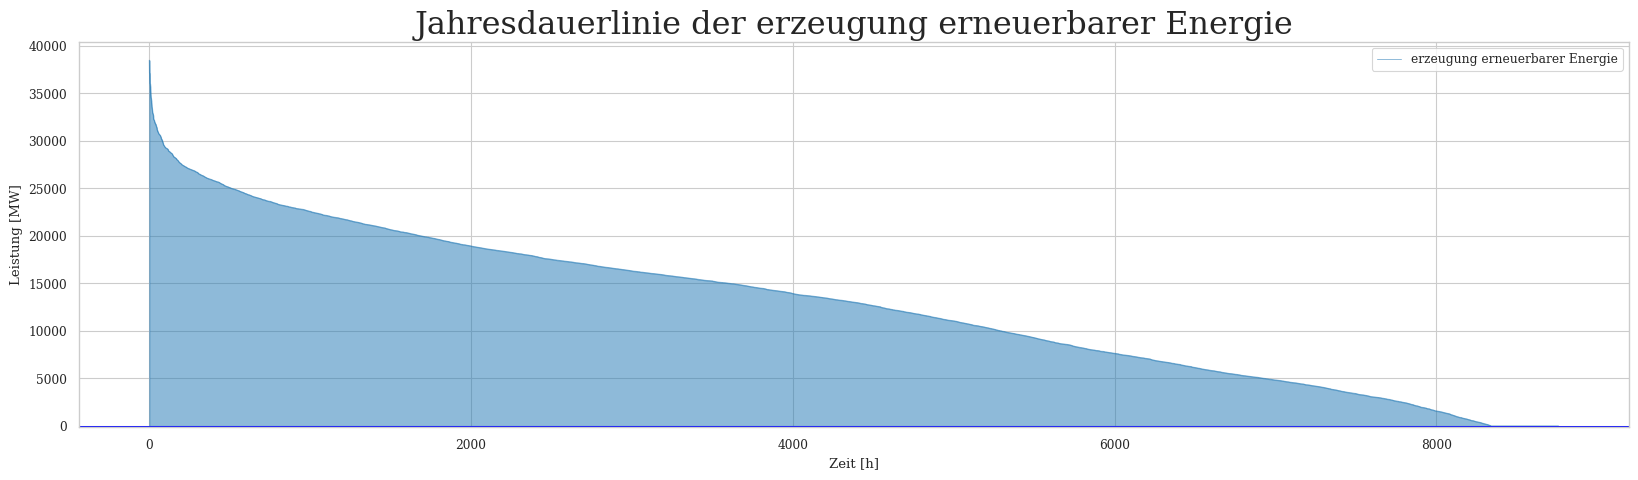 Jahresdauerlinie der erzeugung erneuerbarer Energie
erzeugung erneuerbarer Energie
Leistung [MW]
40000
35000
30000
25000
20000
15000
10000
5000
0
0 2000 4000 6000 8000
Zeit [h]